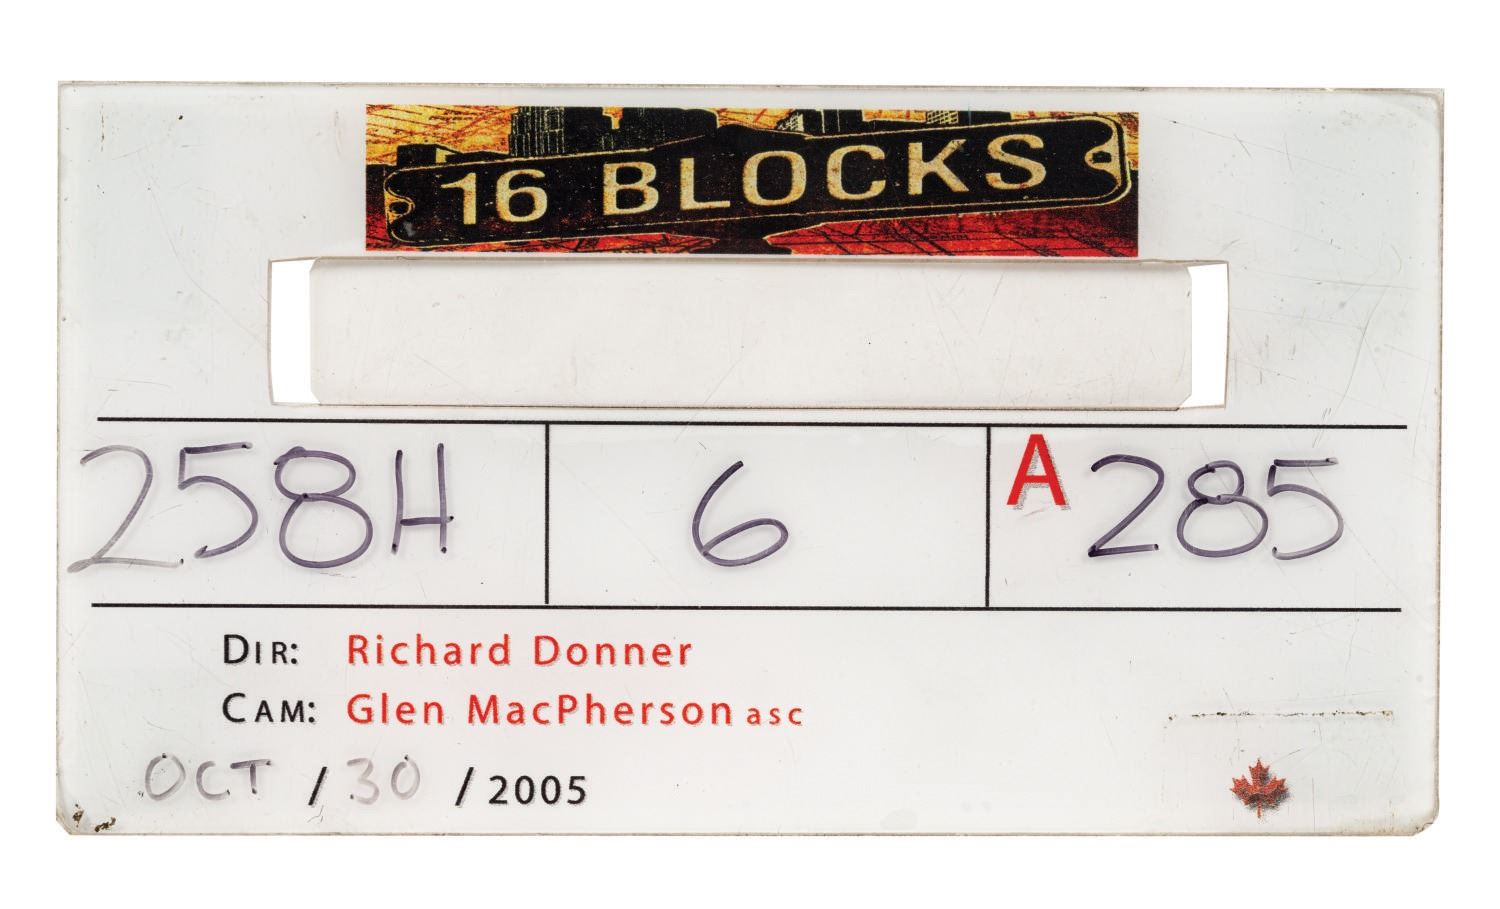 16 BLOCKS
258H 6 A 285
DIR: Richard Donner
CAM: Glen MacPherson asc
OCT / 30 / 2005